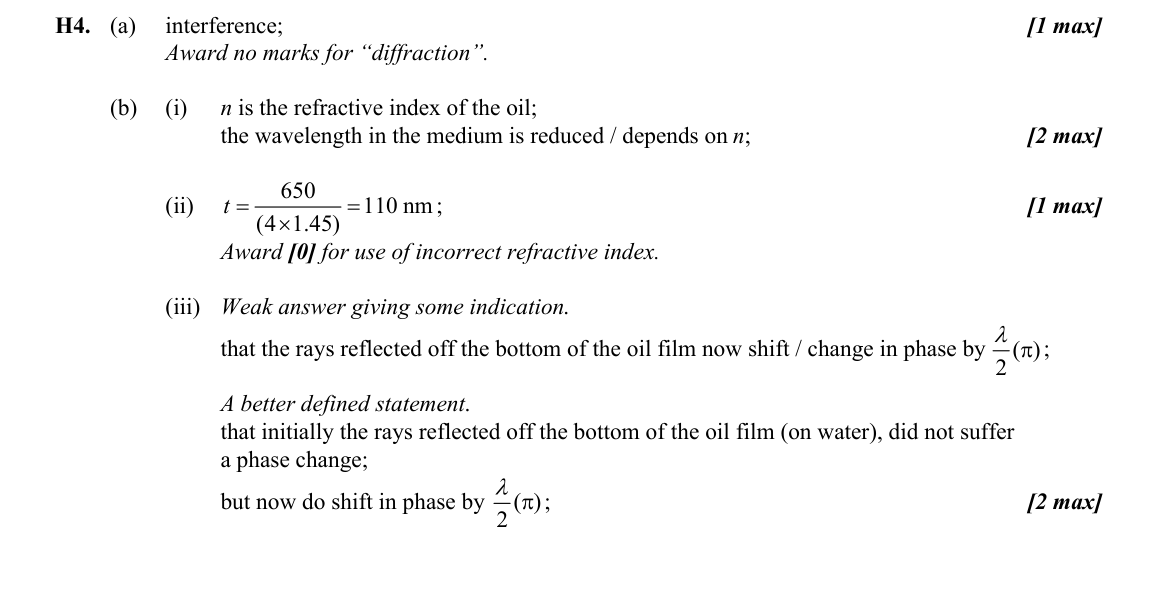 H4. (a) interference; [1 max]
Award no marks for “diffraction”.
(b) (i) n is the refractive index of the oil;
the wavelength in the medium is reduced / depends on n; [2 max]
(ii) t = 650 / (4×1.45) = 110 nm; [1 max]
Award [0] for use of incorrect refractive index.
(iii) Weak answer giving some indication.
that the rays reflected off the bottom of the oil film now shift / change in phase by λ/2 (π);
A better defined statement.
that initially the rays reflected off the bottom of the oil film (on water), did not suffer
a phase change;
but now do shift in phase by λ/2 (π); [2 max]